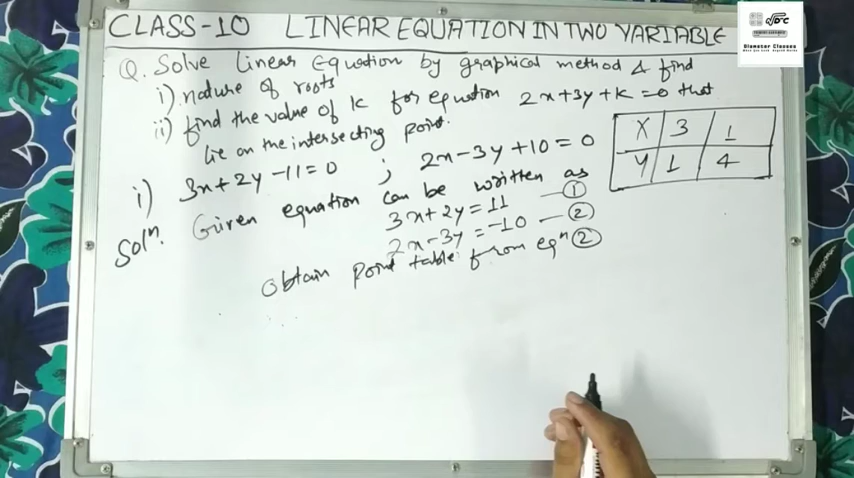 CLASS-10 LINEAR EQUATION IN TWO VARIABLE
Q. Solve linear Equation by graphical method & find
i) nature of roots
ii) find the value of K for equation 2x+3y+K=0 that
lie on the intersecting point.
i) 3x+2y-11=0 ; 2x-3y+10=0
Solⁿ. Given equation can be written as
3x+2y=11 —①
2x-3y=-10 —②
Obtain point table from eqⁿ ②
X 3 1
Y 1 4
Diamster Classes